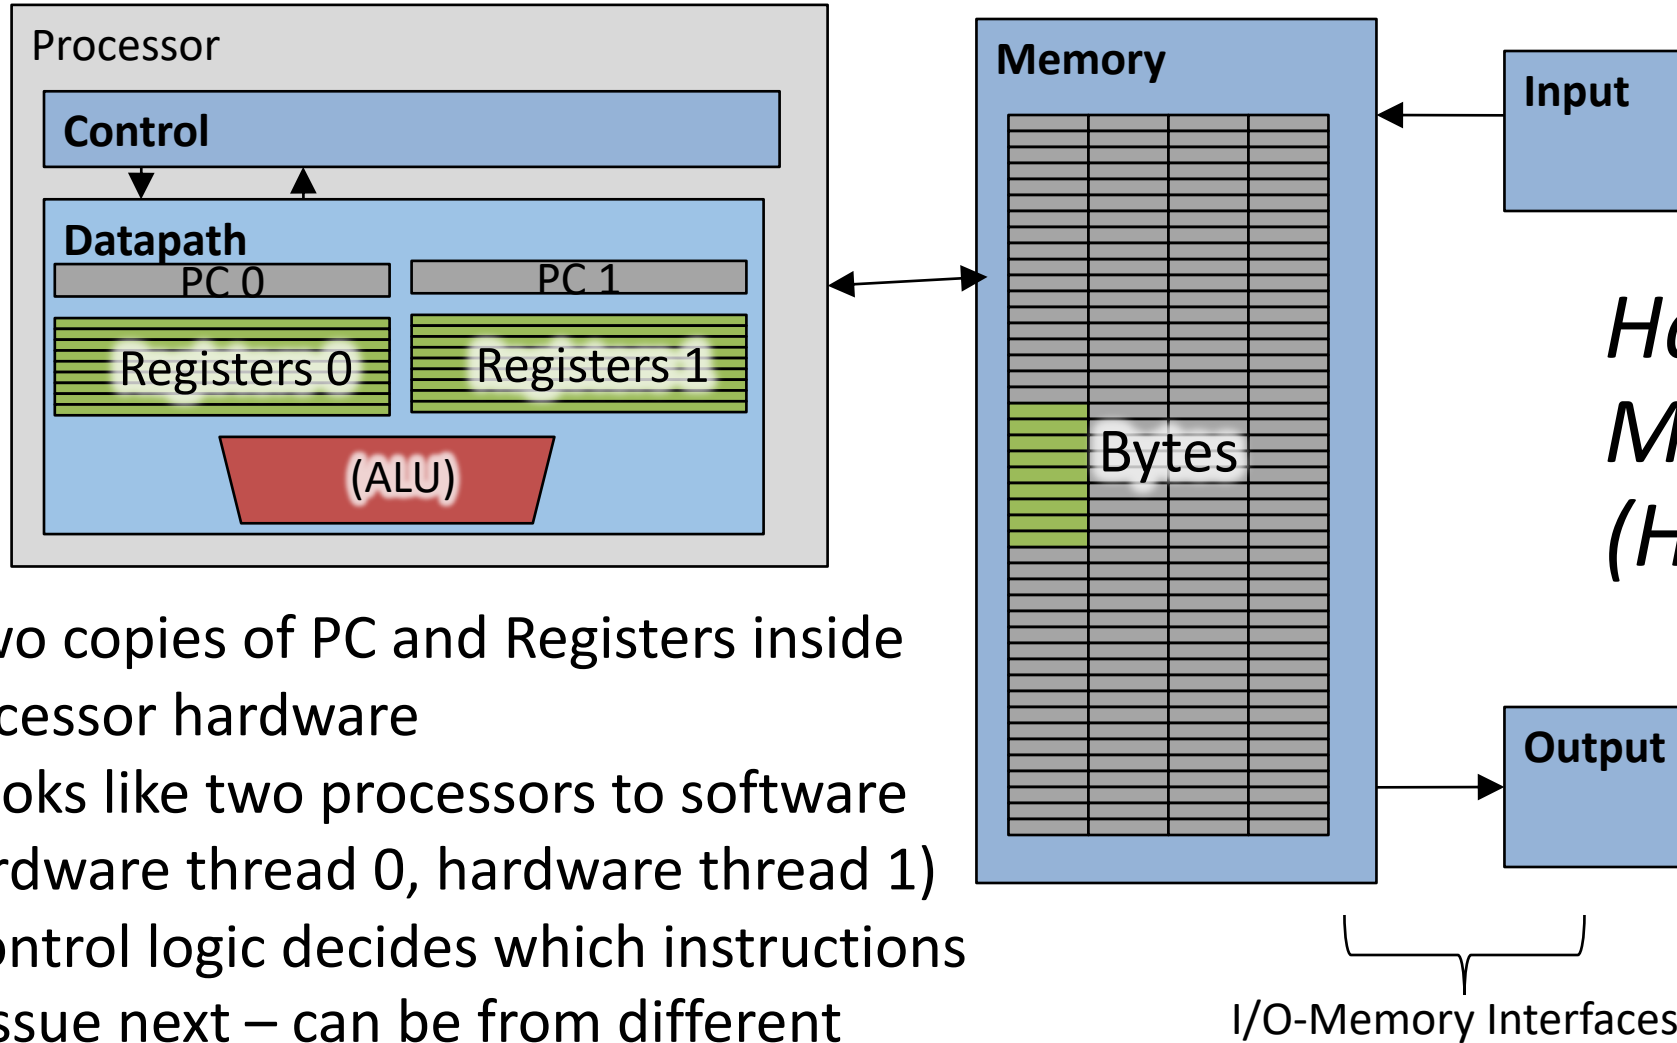 Processor
Control
Datapath
PC 0
PC 1
Registers 0
Registers 1
(ALU)
Memory
Bytes
Input
Output
I/O-Memory Interfaces
wo copies of PC and Registers inside
cessor hardware
oks like two processors to software
rdware thread 0, hardware thread 1)
ontrol logic decides which instructions
ssue next – can be from different